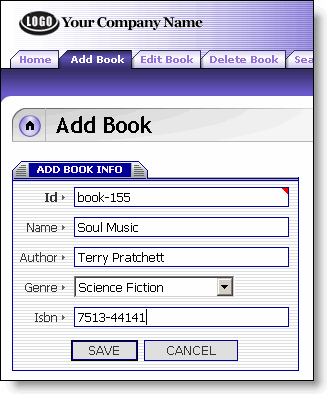 LOGO Your Company Name
Home Add Book Edit Book Delete Book
Add Book
ADD BOOK INFO
Id book-155
Name Soul Music
Author Terry Pratchett
Genre Science Fiction
Isbn 7513-44141
SAVE CANCEL